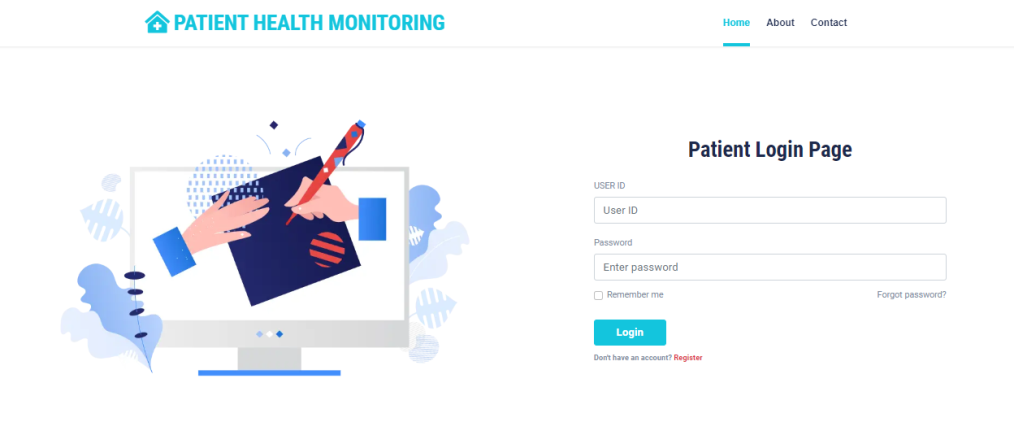 PATIENT HEALTH MONITORING
Home About Contact
Patient Login Page
USER ID
User ID
Password
Enter password
Remember me Forgot password?
Login
Don't have an account? Register